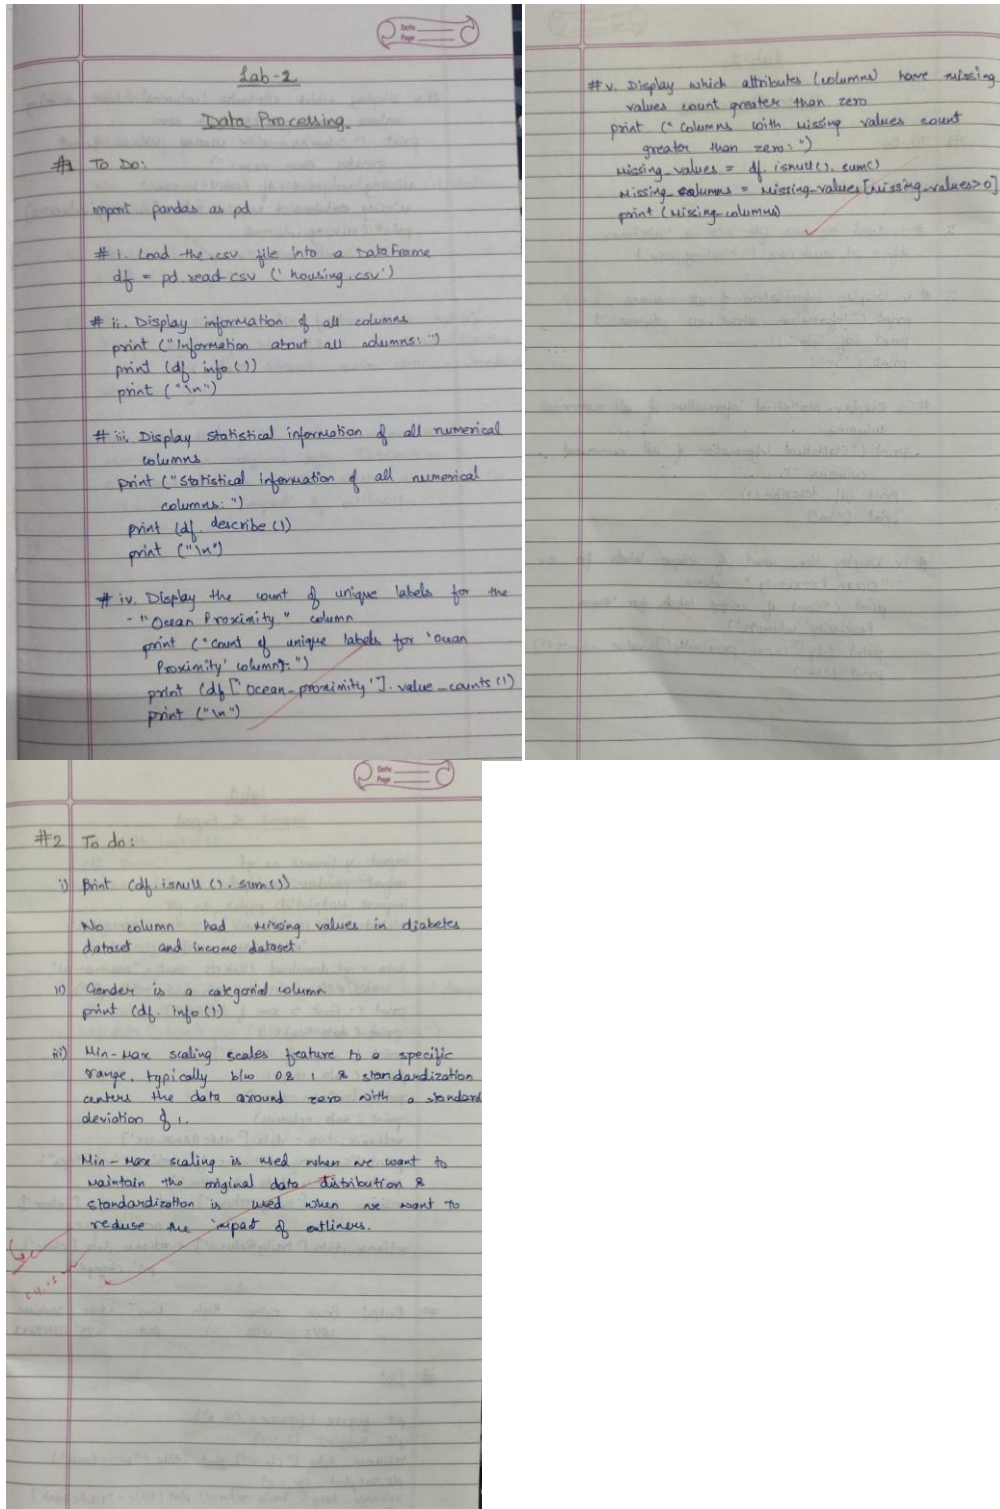 Date
Page
Lab-2
Data Processing
#1 To Do:
import pandas as pd
# i. Load the .csv file into a DataFrame
df = pd.read_csv ('housing.csv')
# ii. Display information of all columns
print ("Information about all columns:")
print (df.info())
print ("\n")
# iii. Display statistical information of all numerical
columns
print ("Statistical information of all numerical
columns:")
print (df.describe())
print ("\n")
# iv. Display the count of unique labels for the
- "Ocean Proximity" column
print ("Count of unique labels for 'Ocean
Proximity' column:")
print (df['Ocean_proximity'].value_counts())
print ("\n")
# v. Display which attributes (columns) have missing
values count greater than zero
print ("Columns with missing values count
greater than zero:")
missing_values = df.isnull().sum()
missing_columns = missing_values[missing_values>0]
print (missing_columns)
Date
Page
#2 To do:
i) Print (df.isnull().sum())
No column had missing values in diabetes
dataset and income dataset
ii) Gender is a categorial column
print (df.info())
iii) Min-Max scaling scales feature to a specific
range, typically b/w 0 & 1 & standardization
centers the data around zero with a standard
deviation of 1.
Min-Max scaling is used when we want to
maintain the original data distribution &
standardization is used when we want to
reduse the impact of outliners.